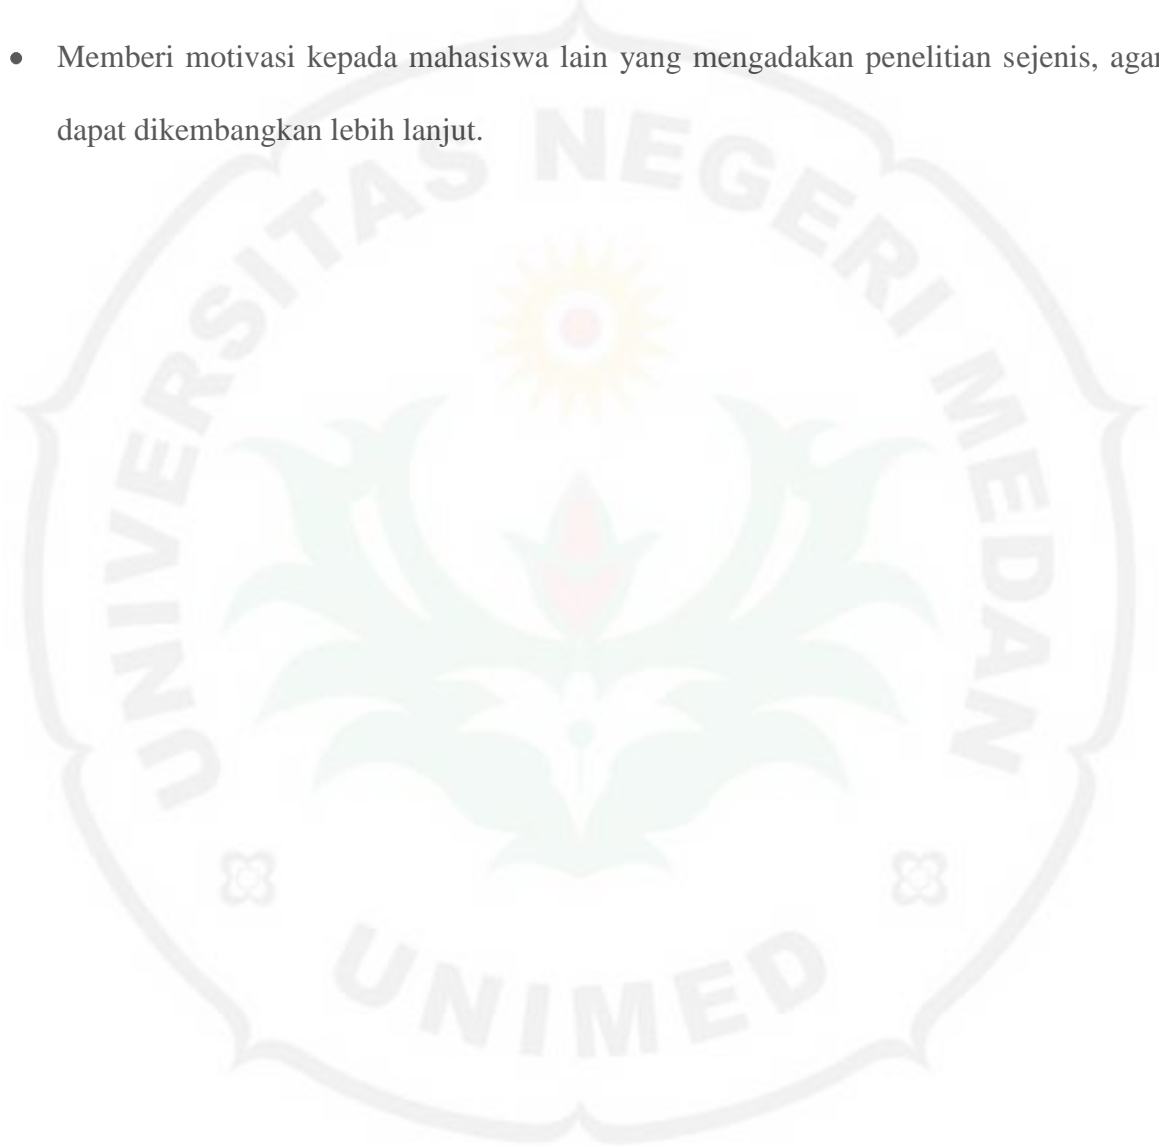 • Memberi motivasi kepada mahasiswa lain yang mengadakan penelitian sejenis, agar
dapat dikembangkan lebih lanjut.
UNIVERSITAS NEGERI MEDAN
UNIMED